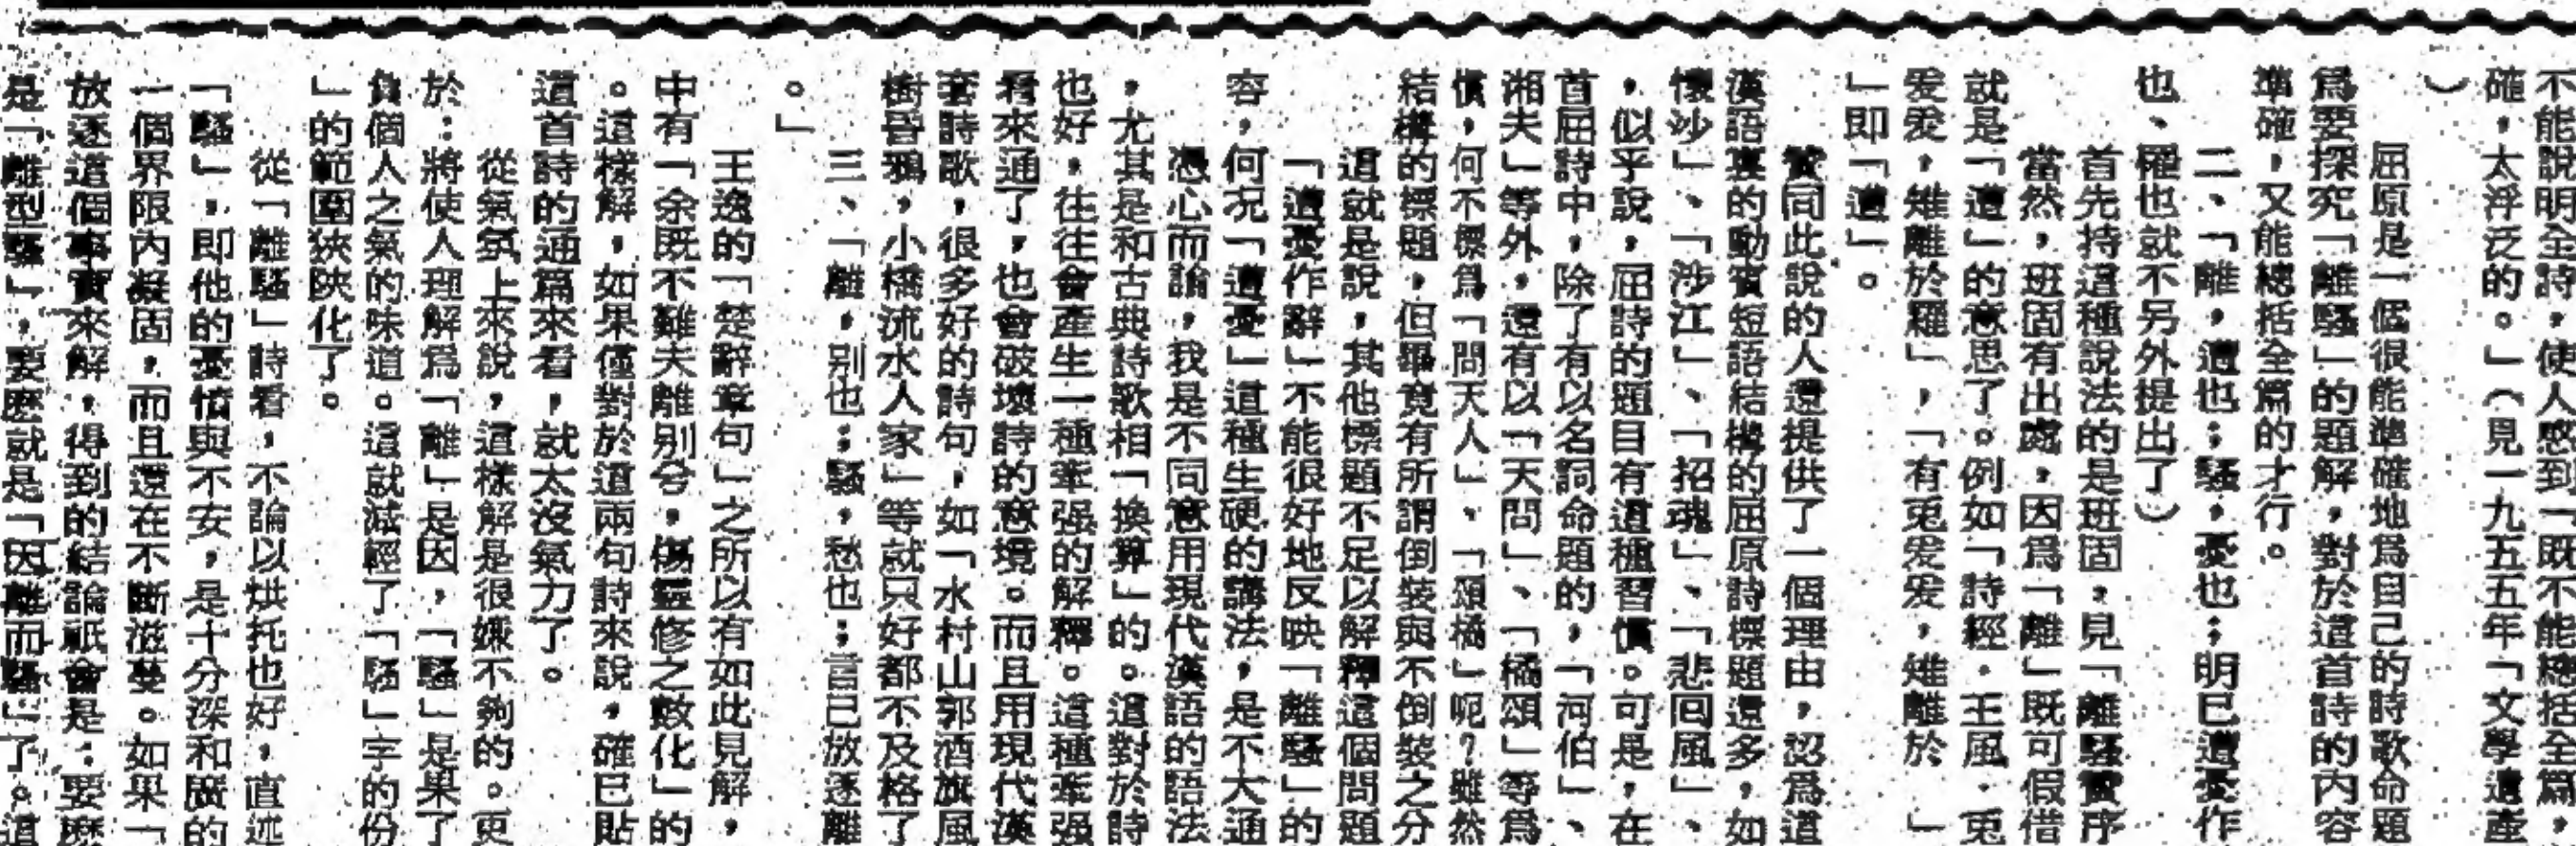 不能說明全詩，使人感到一既不能總括全篇，
確，太浮泛的。」（見一九五五年「文學遺產
）
屈原是一個很能準確地爲自己的詩歌命題
爲要探究「離騷」的題解，對於這首詩的內容
準確，又能總括全篇的才行。
二、「離，遭也；騷，憂也；明已遭憂作
也、罹也就不另外提出了）
首先持這種說法的是班固，見「離騷贊序
當然，班固有出處，因爲「離」既可假借
就是「遭」的意思了。例如「詩經．王風．兎
爰爰，雉離於羅」，「有兎爰爰，雉離於　」
」即「遭」。
贊同此說的人還提供了一個理由，認爲這
漢語裏的動賓短語結構的屈原詩標題還多，如
懷沙」、「涉江」、「招魂」、「悲回風」、
，似乎說，屈詩的題目有這種習慣。可是，在
首屈詩中，除了有以名詞命題的，「河伯」、
湘夫」等外，還有以「天問」、「橘頌」等爲
慣，何不標爲「問天人」、「頌橘」呢？雖然
結構的標題，但畢竟有所謂倒裝與不倒裝之分
這就是說，其他標題不足以解釋這個問題
「遭憂作辭」不能很好地反映「離騷」的
容，何況「遭憂」這種生硬的講法，是不大通
憑心而論，我是不同意用現代漢語的語法
，尤其是和古典詩歌相「換算」的。這對於詩
也好，往往會產生一種牽强的解釋。這種牽强
看來通了，也會破壞詩的意境。而且用現代漢
套詩歌，很多好的詩句，如「水村山郭酒旗風
樹昏鴉，小橋流水人家」等就只好都不及格了
三、「離，别也；騷，愁也；言己放逐離
。」
王逸的「楚辭章句」之所以有如此見解，
中有「余既不難夫離别兮，傷靈修之數化」的
。這樣解，如果僅對於這兩句詩來說，確已貼
這首詩的通篇來看，就太沒氣力了。
從氣氛上來說，這樣解是很嫌不夠的。更
於：將使人理解爲「離」是因，「騷」是果了
負個人之氣的味道。這就減輕了「騷」字的份
」的範圍狹陜化了。
從「離騷」詩看，不論以烘托也好，直述
「騷」，即他的憂憤與不安，是十分深和廣的
一個界限內凝固，而且還在不斷滋蔓。如果「
放逐這個事實來解，得到的結論祇會是：要麽
是「離型騷」，要麽就是「因離而騷」了。這